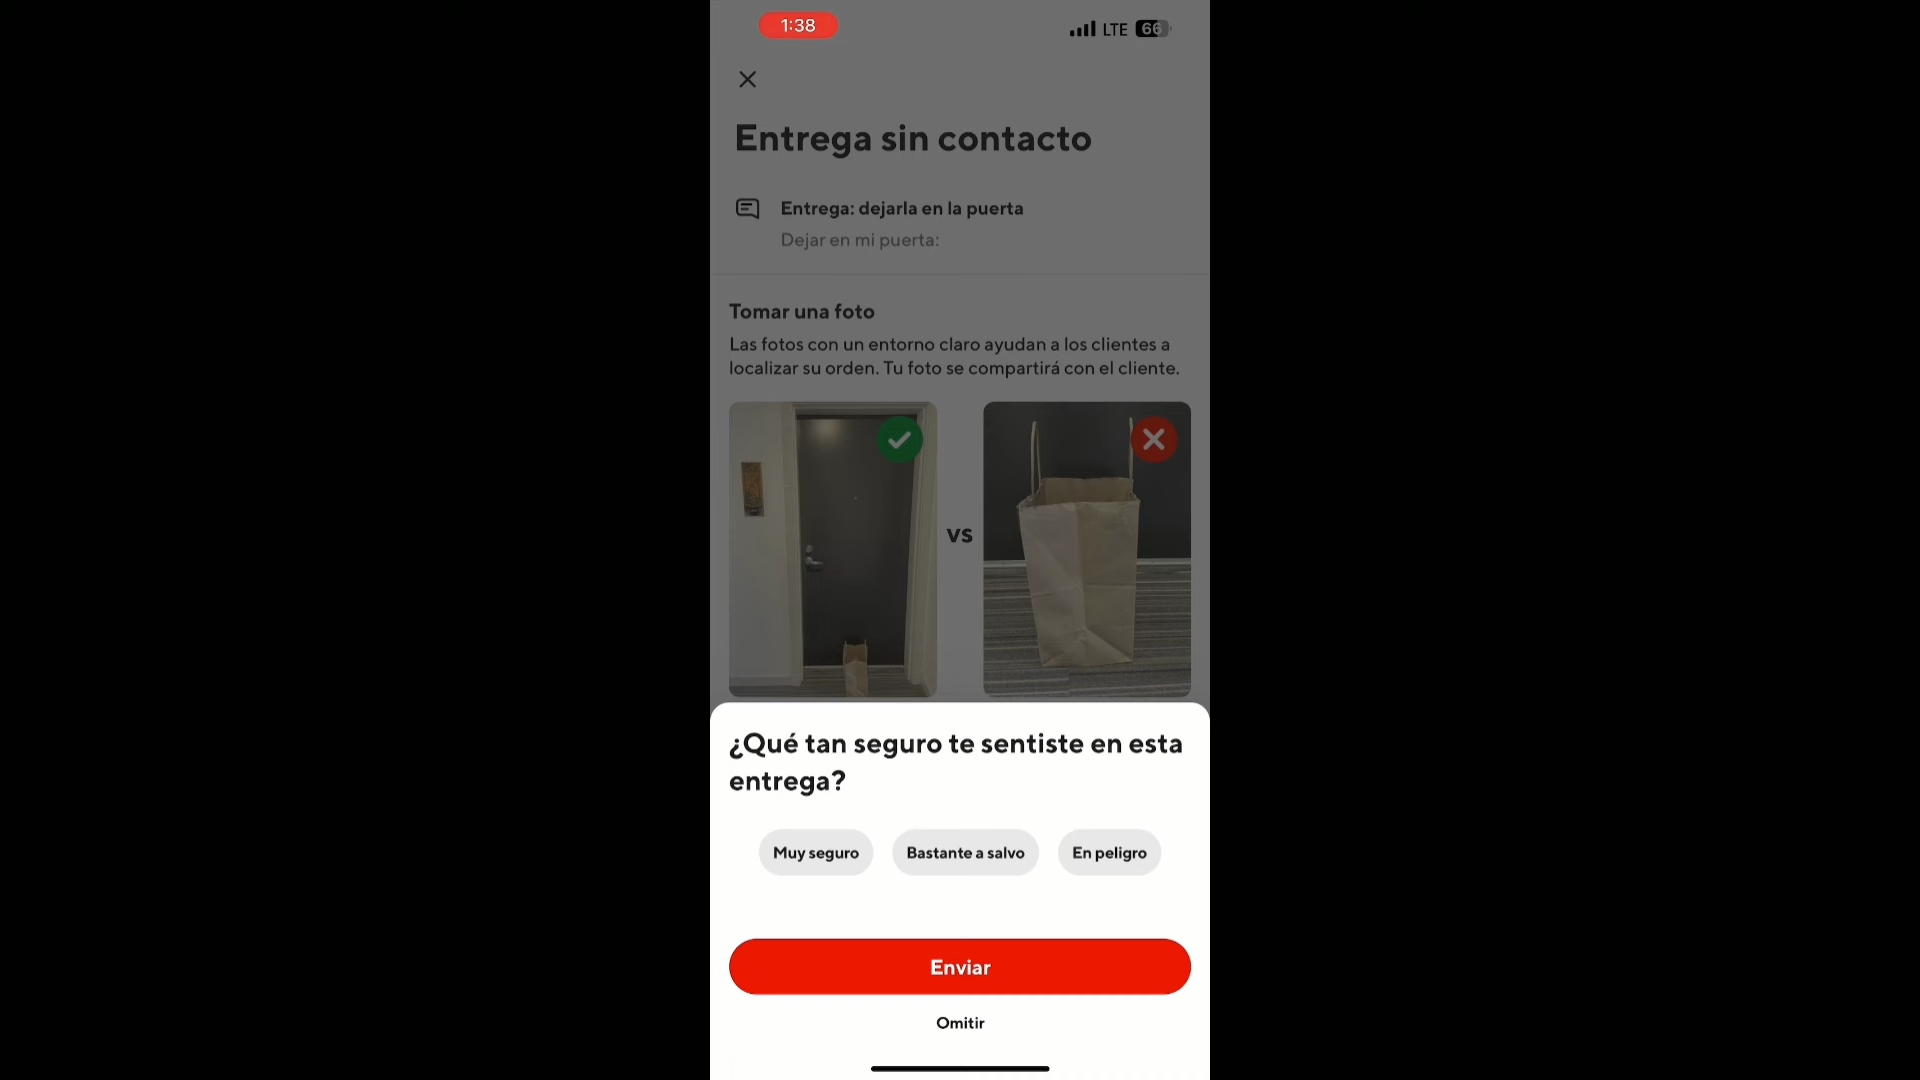 1:38
LTE 66
Entrega sin contacto
Entrega: dejarla en la puerta
Dejar en mi puerta:
Tomar una foto
Las fotos con un entorno claro ayudan a los clientes a
localizar su orden. Tu foto se compartirá con el cliente.
vs
¿Qué tan seguro te sentiste en esta
entrega?
Muy seguro
Bastante a salvo
En peligro
Enviar
Omitir